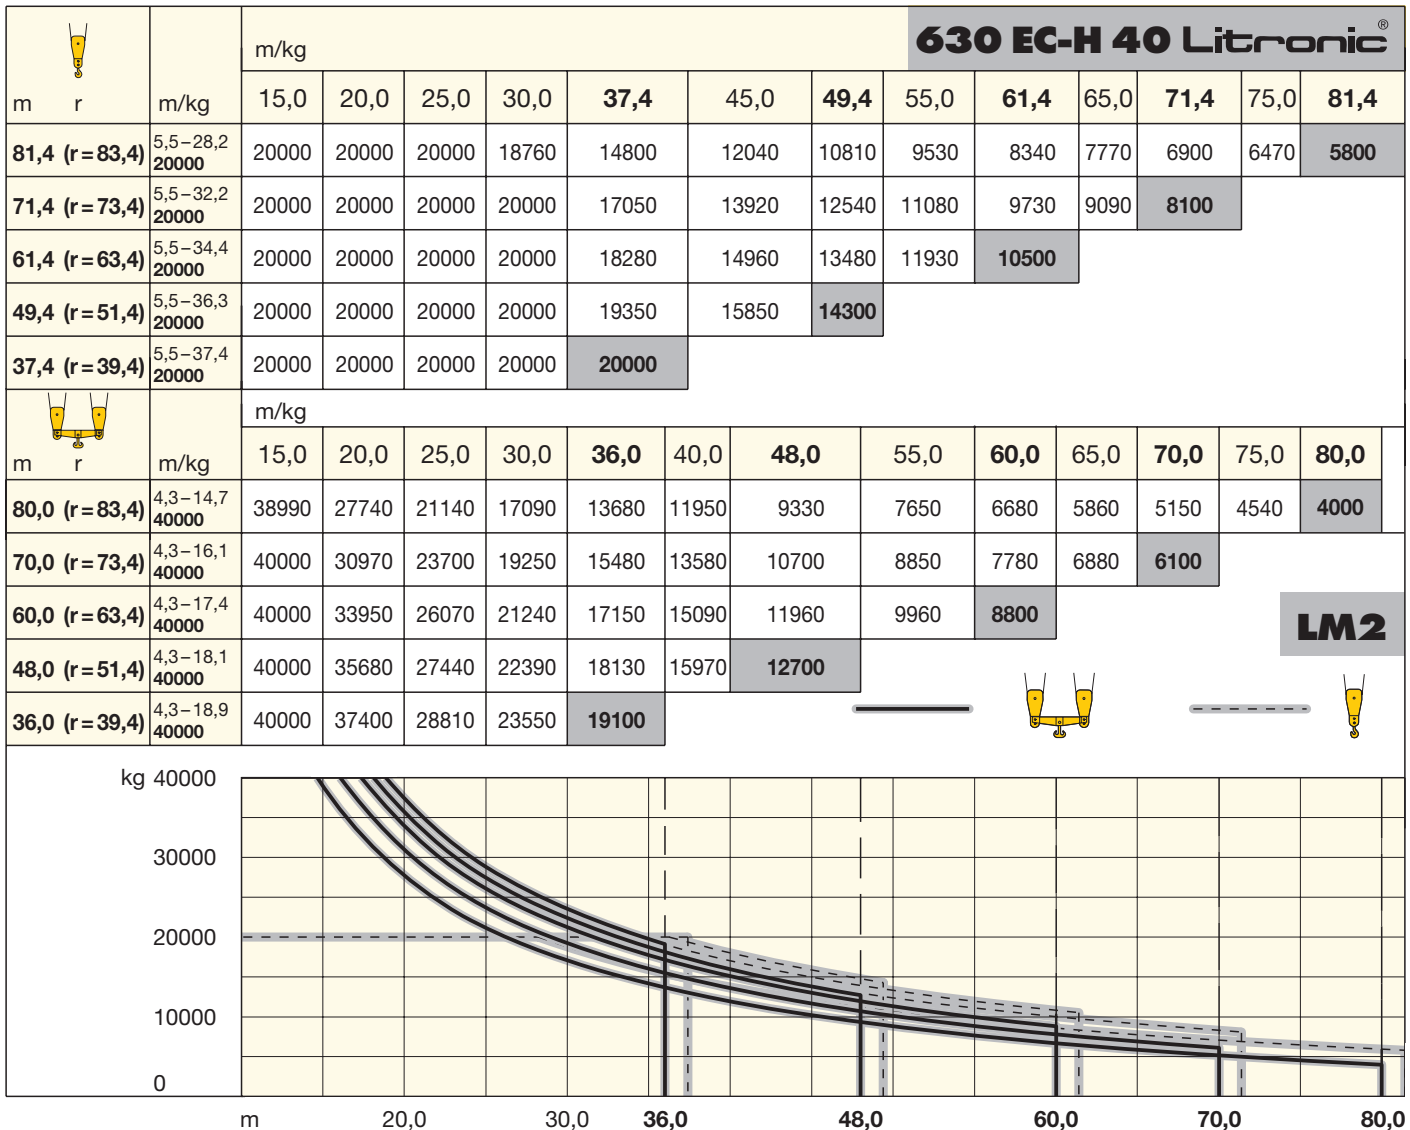 m/kg 630 EC-H 40 Litronic®
m r m/kg 15,0 20,0 25,0 30,0 37,4 45,0 49,4 55,0 61,4 65,0 71,4 75,0 81,4
81,4 (r=83,4) 5,5–28,2 20000 20000 20000 20000 18760 14800 12040 10810 9530 8340 7770 6900 6470 5800
71,4 (r=73,4) 5,5–32,2 20000 20000 20000 20000 20000 17050 13920 12540 11080 9730 9090 8100
61,4 (r=63,4) 5,5–34,4 20000 20000 20000 20000 20000 18280 14960 13480 11930 10500
49,4 (r=51,4) 5,5–36,3 20000 20000 20000 20000 20000 19350 15850 14300
37,4 (r=39,4) 5,5–37,4 20000 20000 20000 20000 20000 20000
m/kg
m r m/kg 15,0 20,0 25,0 30,0 36,0 40,0 48,0 55,0 60,0 65,0 70,0 75,0 80,0
80,0 (r=83,4) 4,3–14,7 40000 38990 27740 21140 17090 13680 11950 9330 7650 6680 5860 5150 4540 4000
70,0 (r=73,4) 4,3–16,1 40000 40000 30970 23700 19250 15480 13580 10700 8850 7780 6880 6100
60,0 (r=63,4) 4,3–17,4 40000 40000 33950 26070 21240 17150 15090 11960 9960 8800
LM2
48,0 (r=51,4) 4,3–18,1 40000 40000 35680 27440 22390 18130 15970 12700
36,0 (r=39,4) 4,3–18,9 40000 40000 37400 28810 23550 19100
kg 40000
30000
20000
10000
0
m 20,0 30,0 36,0 48,0 60,0 70,0 80,0